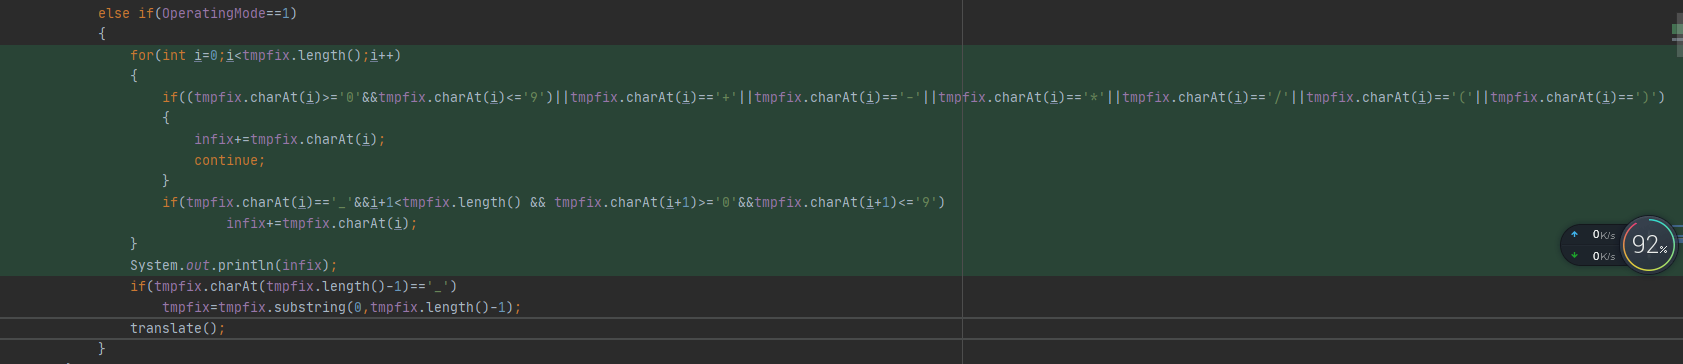 else if(OperatingMode==1)
{
for(int i=0;i<tmpfix.length();i++)
{
if((tmpfix.charAt(i)>='0'&&tmpfix.charAt(i)<='9')||tmpfix.charAt(i)=='+'||tmpfix.charAt(i)=='-'||tmpfix.charAt(i)=='*'||tmpfix.charAt(i)=='/'||tmpfix.charAt(i)=='('||tmpfix.charAt(i)==')')
{
infix+=tmpfix.charAt(i);
continue;
}
if(tmpfix.charAt(i)=='_'&&i+1<tmpfix.length() && tmpfix.charAt(i+1)>='0'&&tmpfix.charAt(i+1)<='9')
infix+=tmpfix.charAt(i);
}
System.out.println(infix);
if(tmpfix.charAt(tmpfix.length()-1)=='_')
tmpfix=tmpfix.substring(0,tmpfix.length()-1);
translate();
}
↑ 0K/s
↓ 0K/s
92%